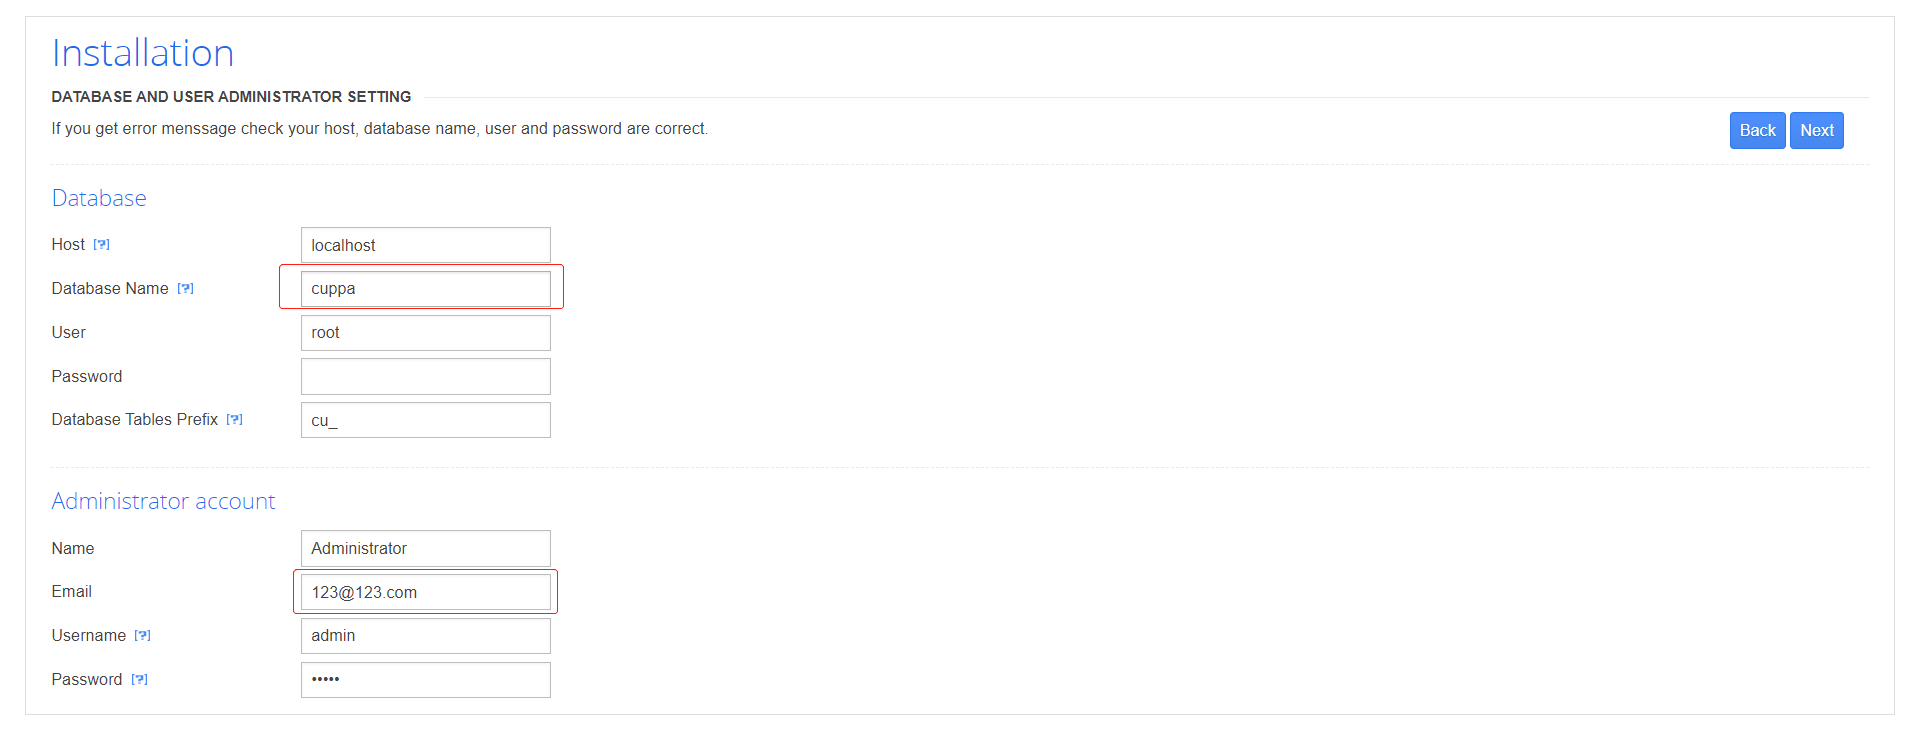 Installation
DATABASE AND USER ADMINISTRATOR SETTING
If you get error menssage check your host, database name, user and password are correct.
Back Next
Database
Host [?] localhost
Database Name [?] cuppa
User root
Password
Database Tables Prefix [?] cu_
Administrator account
Name Administrator
Email 123@123.com
Username [?] admin
Password [?] •••••